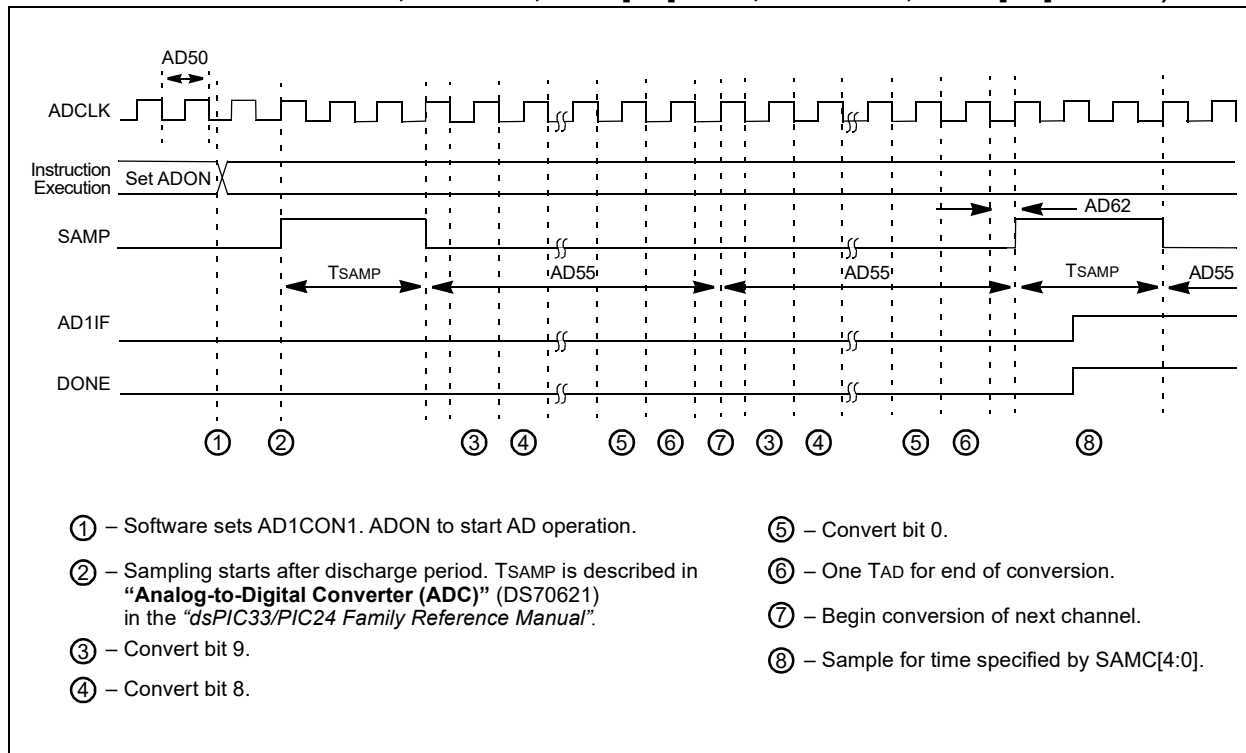 AD50
ADCLK
Instruction
Execution
Set ADON
AD62
SAMP
TSAMP
AD55
AD55
TSAMP
AD55
AD1IF
DONE
1 2 3 4 5 6 7 3 4 5 6 8
1 – Software sets AD1CON1. ADON to start AD operation.
2 – Sampling starts after discharge period. TSAMP is described in
“Analog-to-Digital Converter (ADC)” (DS70621)
in the “dsPIC33/PIC24 Family Reference Manual”.
3 – Convert bit 9.
4 – Convert bit 8.
5 – Convert bit 0.
6 – One TAD for end of conversion.
7 – Begin conversion of next channel.
8 – Sample for time specified by SAMC[4:0].